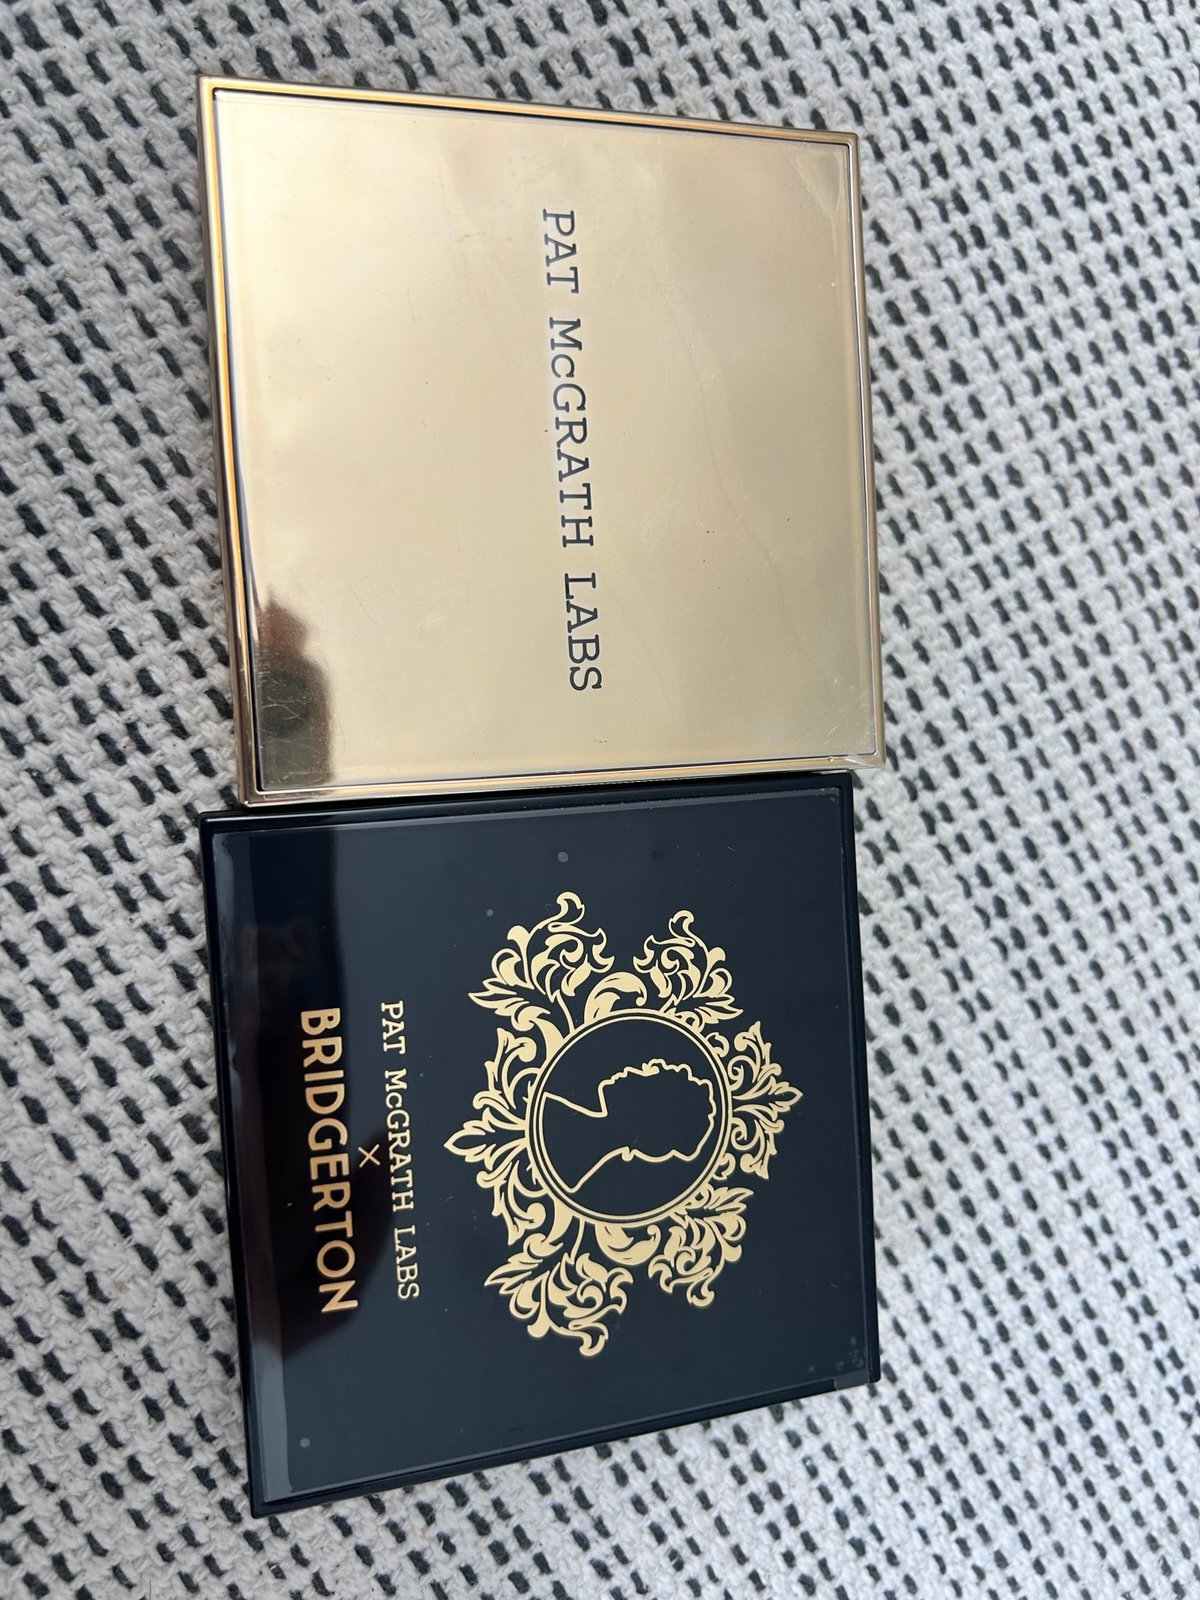 PAT McGRATH LABS
PAT McGRATH LABS
×
BRIDGERTON